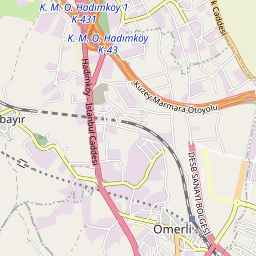 K. M. O. Hadımköy 1
K-431
K. M. O. Hadımköy
K-43
Kuzey Marmara Otoyolu
k Caddesi
Hadımköy - İstanbul Caddesi
bayır
DESB SANAYİ BÖLGESİ
Ömerli